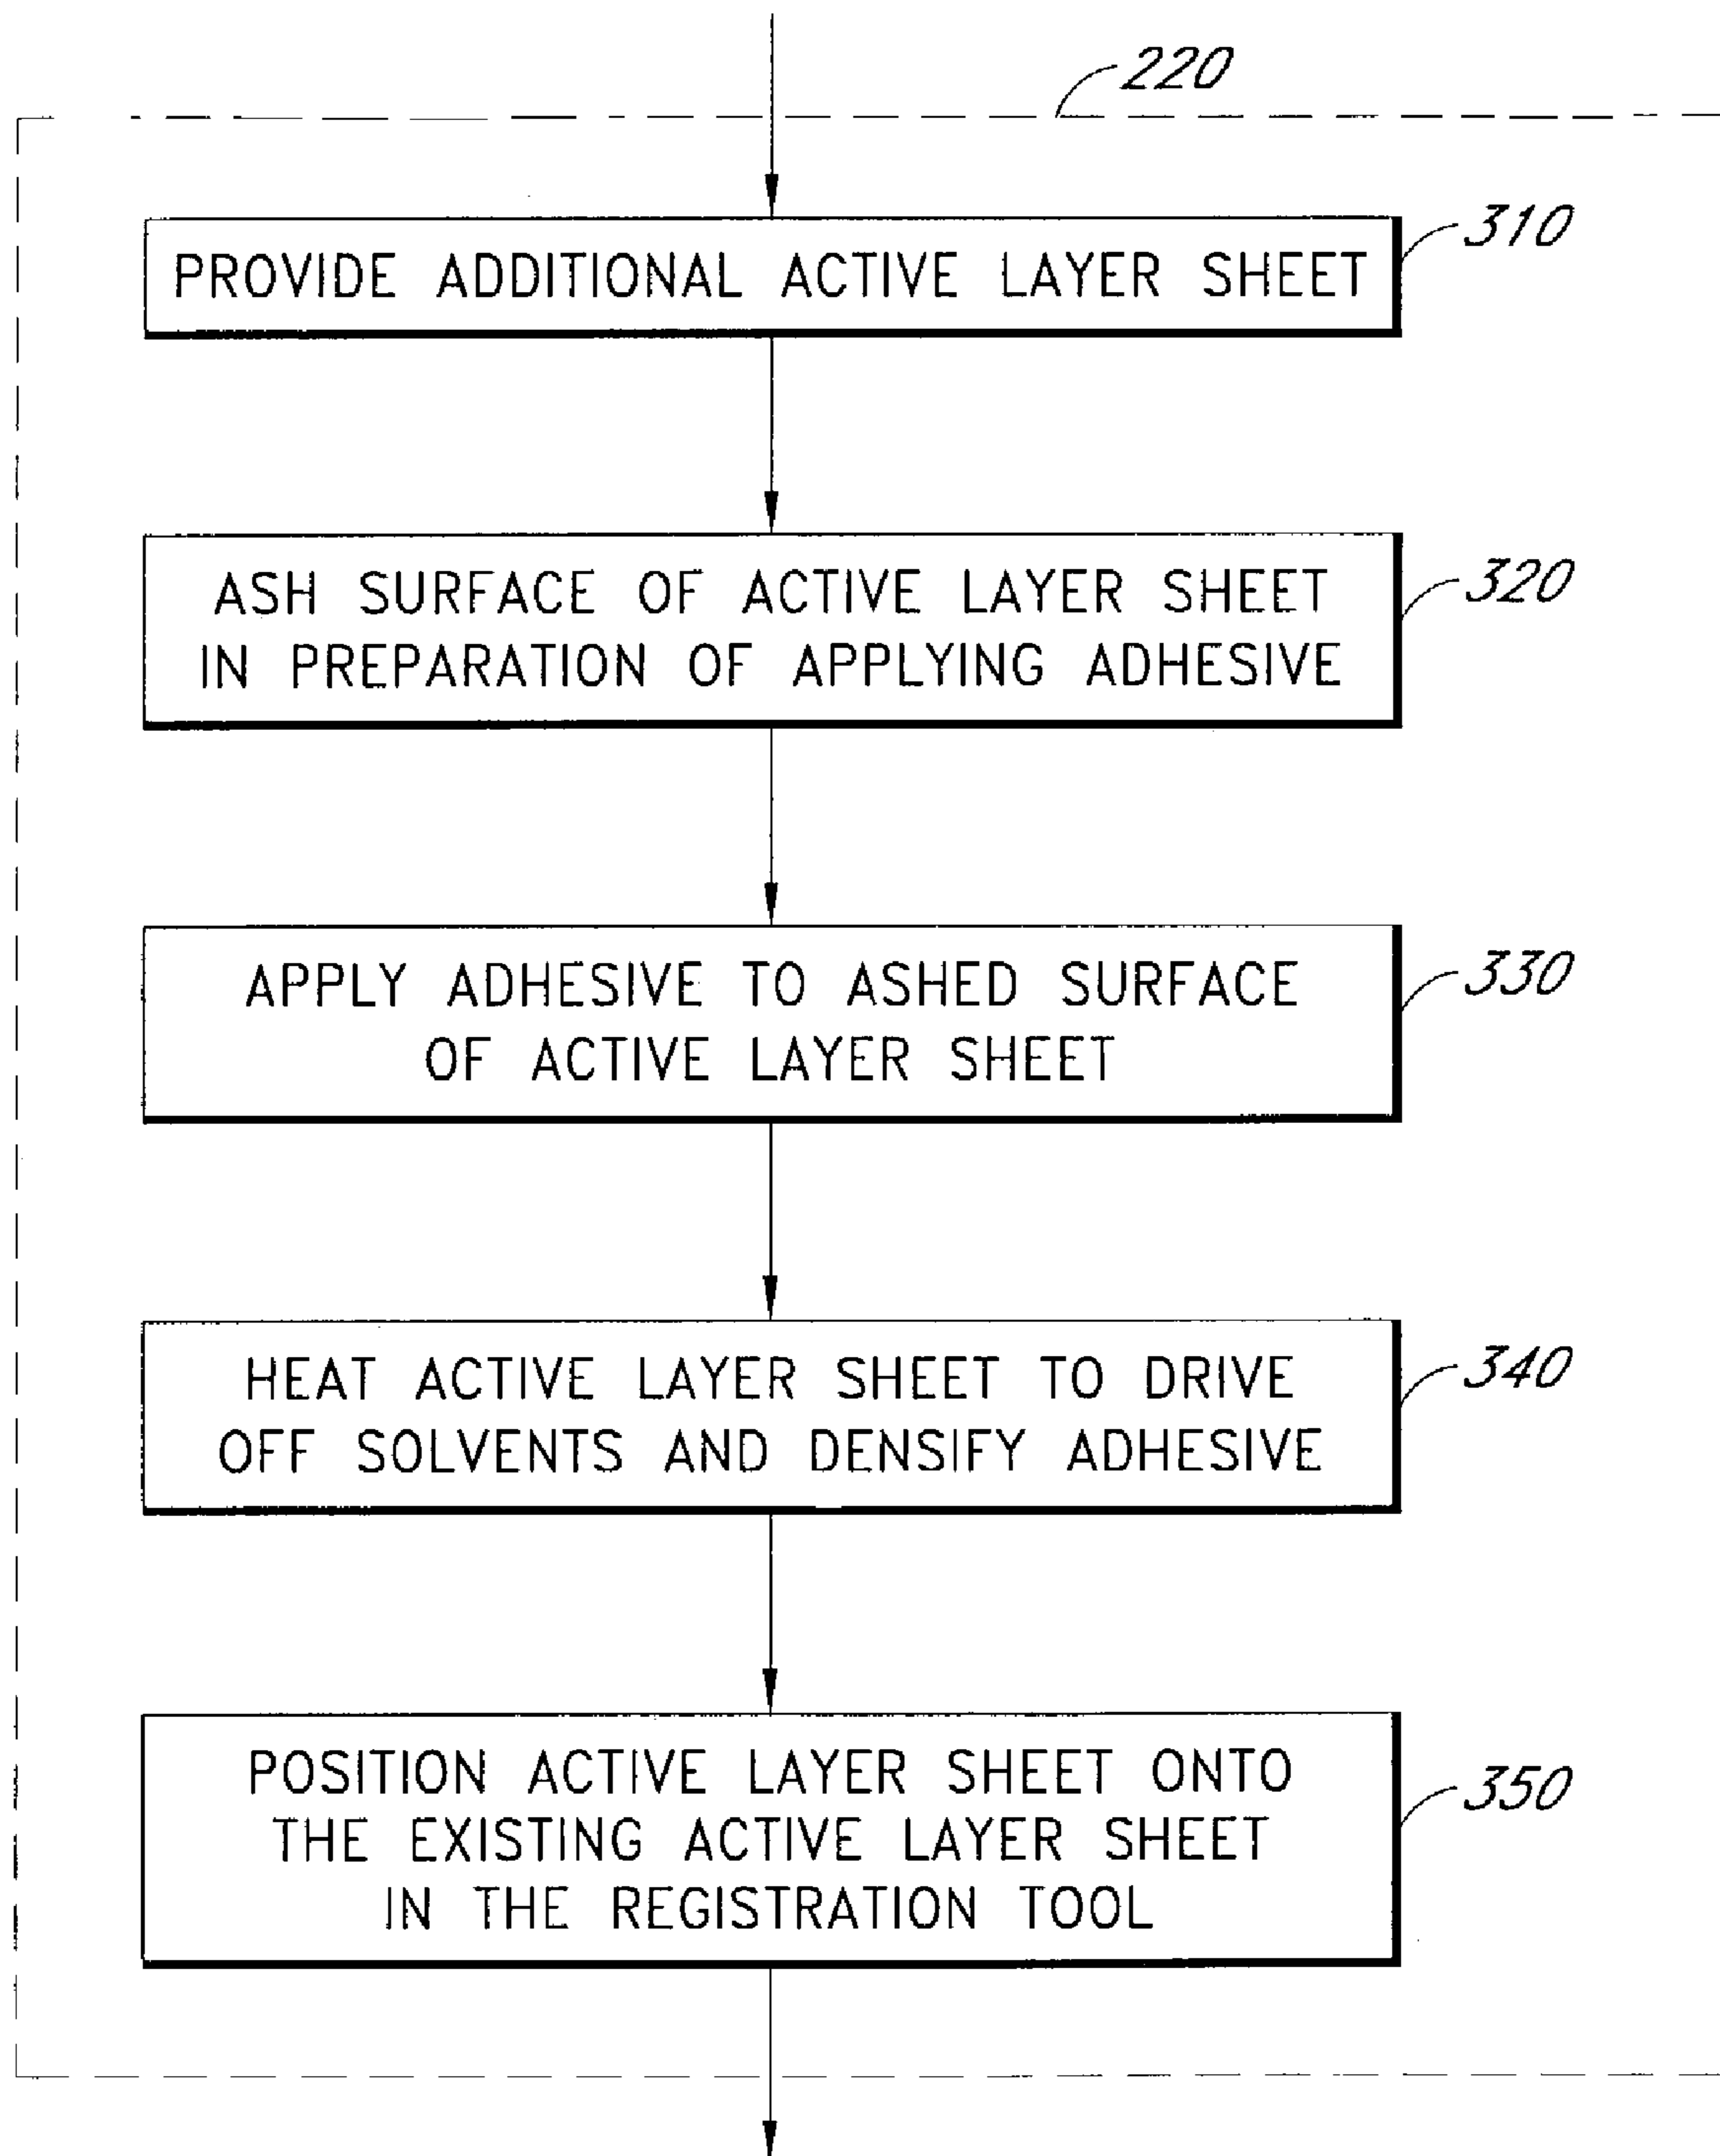 220
PROVIDE ADDITIONAL ACTIVE LAYER SHEET
310
ASH SURFACE OF ACTIVE LAYER SHEET
IN PREPARATION OF APPLYING ADHESIVE
320
APPLY ADHESIVE TO ASHED SURFACE
OF ACTIVE LAYER SHEET
330
HEAT ACTIVE LAYER SHEET TO DRIVE
OFF SOLVENTS AND DENSIFY ADHESIVE
340
POSITION ACTIVE LAYER SHEET ONTO
THE EXISTING ACTIVE LAYER SHEET
IN THE REGISTRATION TOOL
350